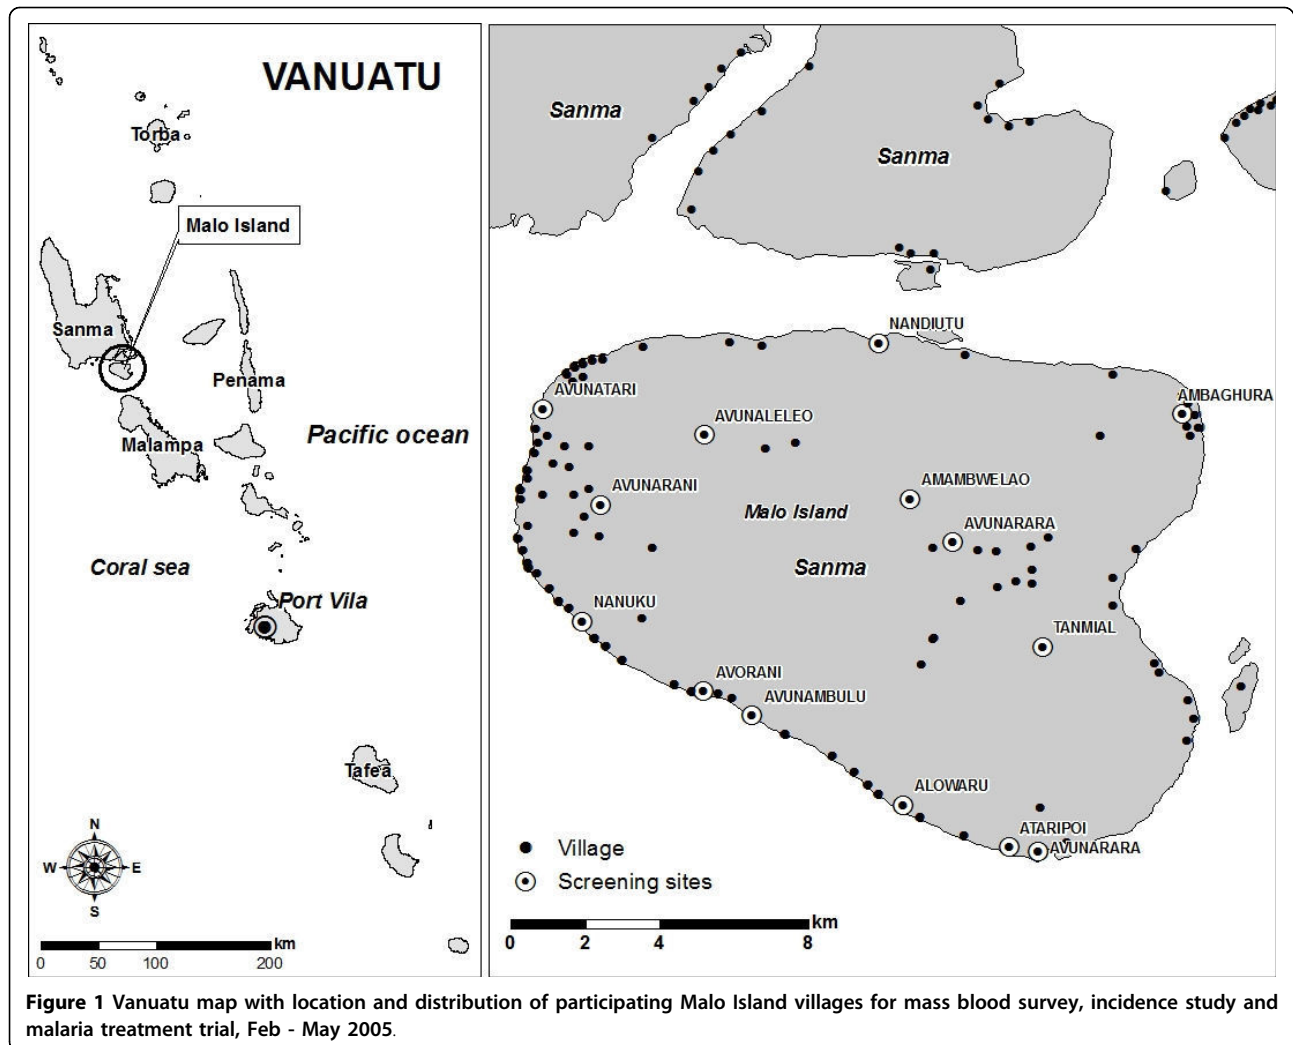 VANUATU
Torba
Malo Island
Sanma
Penama
Malampa
Pacific ocean
Coral sea
Port Vila
Tafea
N
W
E
S
km
0 50 100 200
Sanma
Sanma
NANDIUTU
AVUNATARI
AMBAGHURA
AVUNALELEO
AVUNARANI
AMAMBWELAO
Malo Island
AVUNARARA
Sanma
NANUKU
TANMIAL
AVORANI
AVUNAMBULU
ALOWARU
ATARIPOI
AVUNARARA
Village
Screening sites
km
0 2 4 8
Figure 1 Vanuatu map with location and distribution of participating Malo Island villages for mass blood survey, incidence study and
malaria treatment trial, Feb - May 2005.